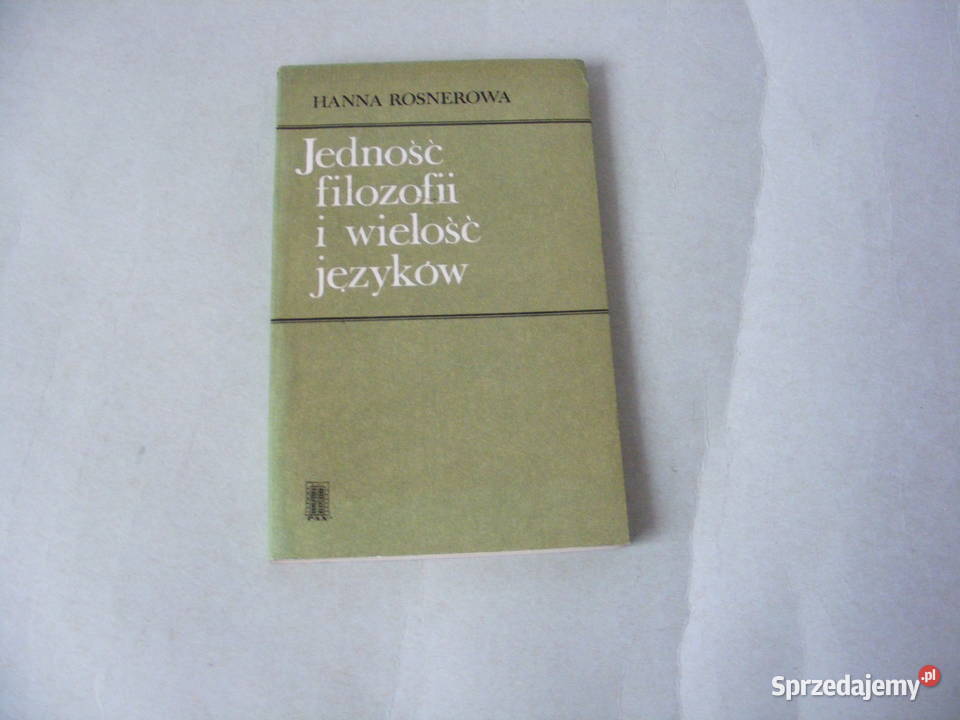 HANNA ROSNEROWA
Jedność
filozofii
i wielość
języków
Sprzedajemy.pl